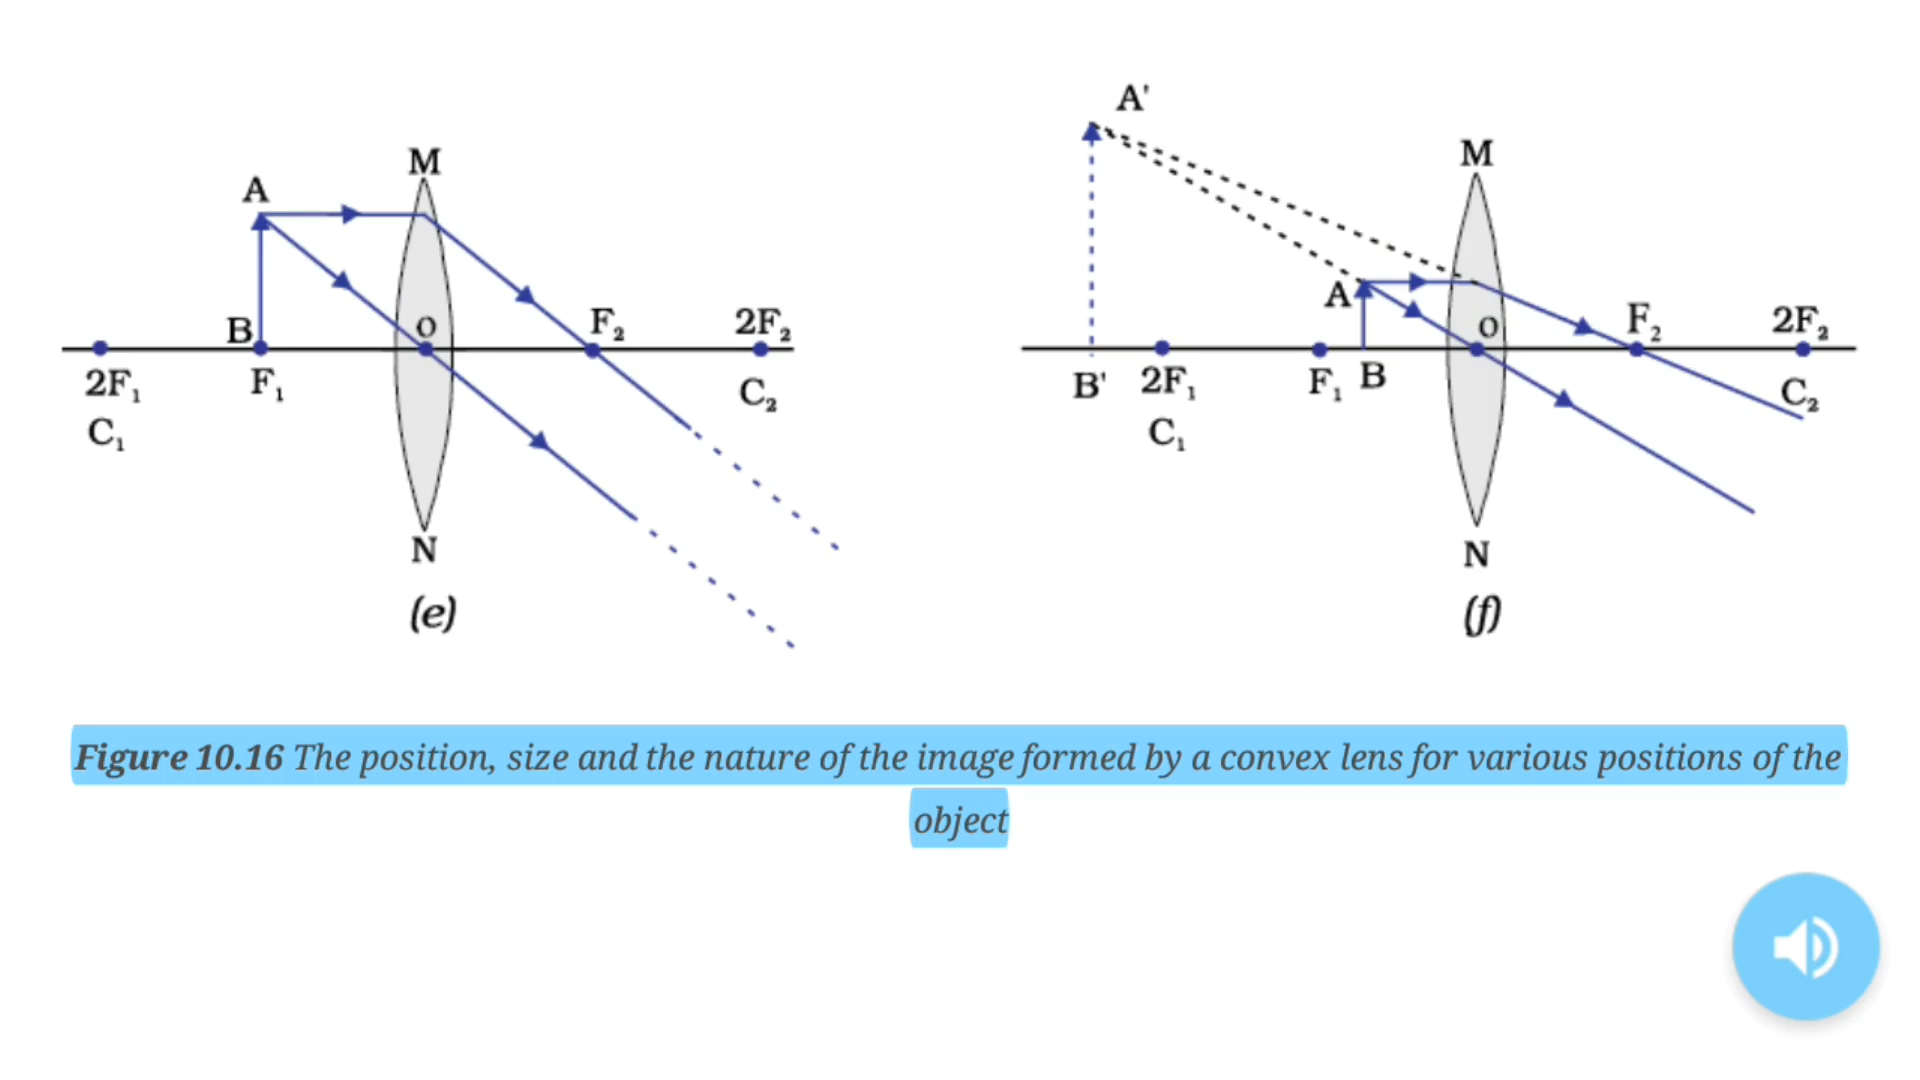 A
M
B
O
F₂
2F₂
2F₁
F₁
C₂
C₁
N
(e)
A'
M
A
O
F₂
2F₂
B'
2F₁
F₁
B
C₂
C₁
N
(f)
Figure 10.16 The position, size and the nature of the image formed by a convex lens for various positions of the
object